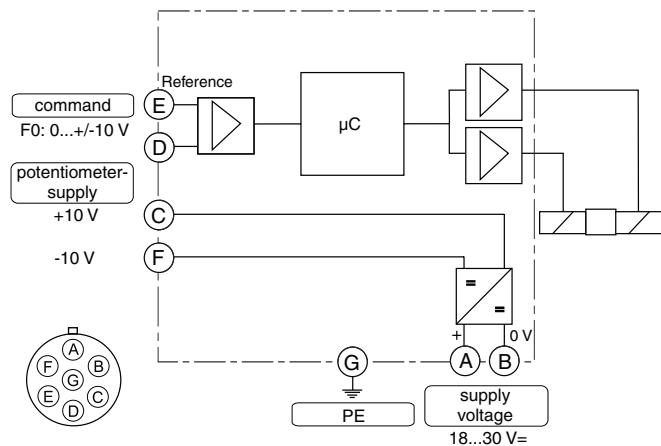 Reference
command
E
F0: 0...+/-10 V
D
µC
potentiometer-
supply
+10 V
C
-10 V
F
=
=
+
0 V
A
B
G
PE
supply
voltage
18...30 V=
A
F
B
G
E
C
D